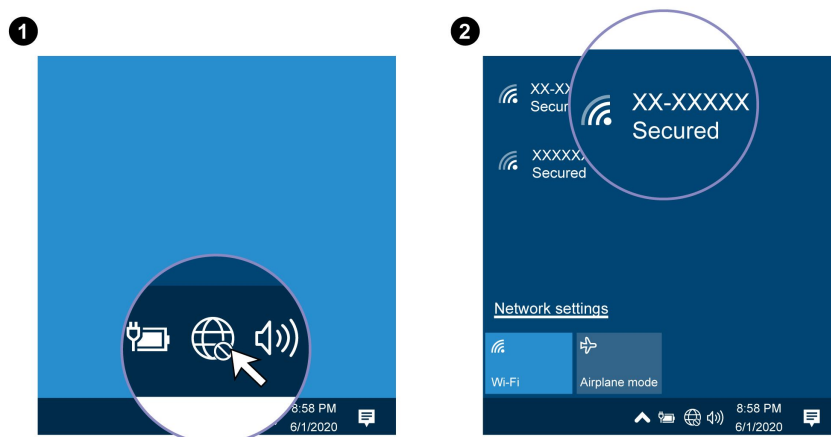 1
8:58 PM
6/1/2020
2
XX-XX
Secur
XX-XXXXX
Secured
XXXXXX
Secured
Network settings
Wi-Fi
Airplane mode
8:58 PM
6/1/2020